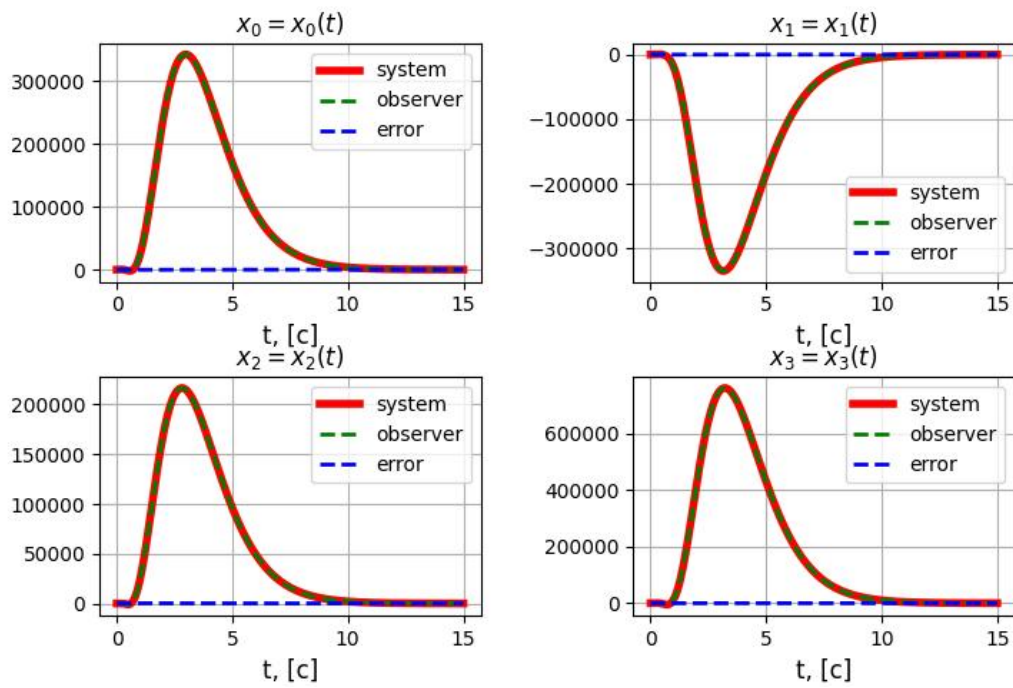 x₀ = x₀(t)
300000
200000
100000
0
0
5
10
15
t, [c]
system
observer
error
x₁ = x₁(t)
0
−100000
−200000
−300000
0
5
10
15
t, [c]
system
observer
error
x₂ = x₂(t)
200000
150000
100000
50000
0
0
5
10
15
t, [c]
system
observer
error
x₃ = x₃(t)
600000
400000
200000
0
0
5
10
15
t, [c]
system
observer
error